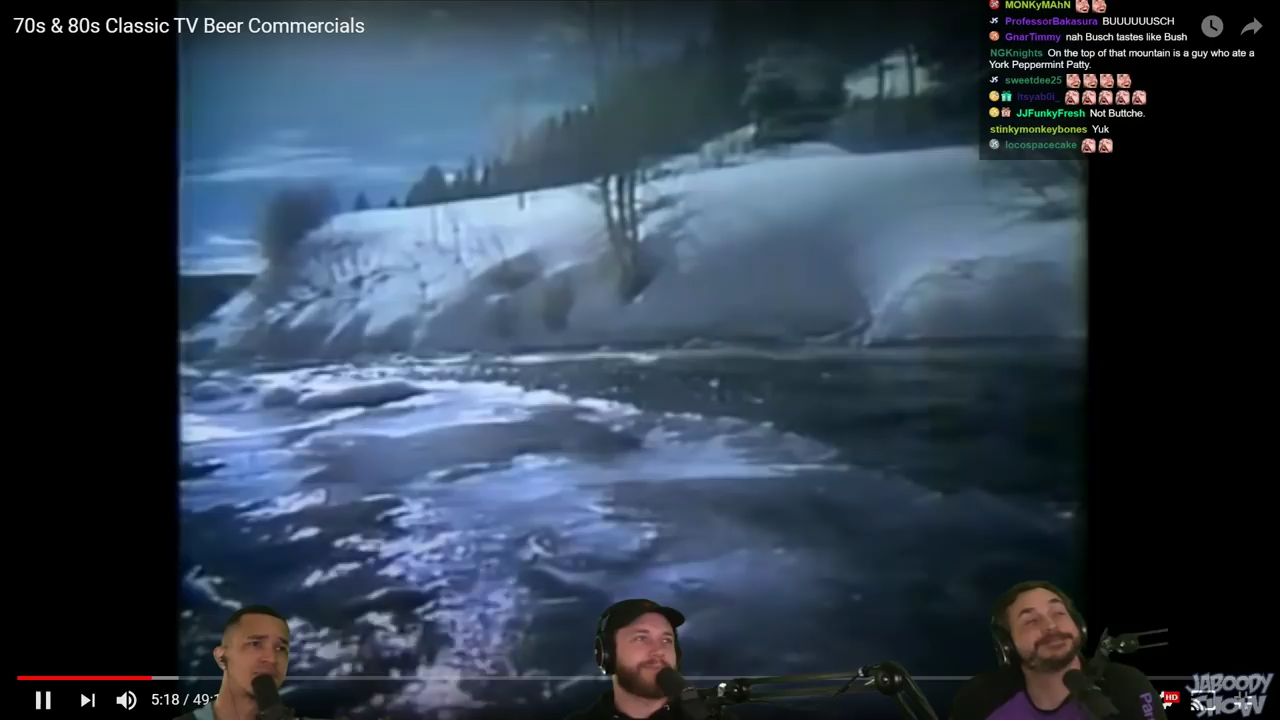 70s & 80s Classic TV Beer Commercials
MONKyMAhN
ProfessorBakasura BUUUUUUSCH
GnarTimmy nah Busch tastes like Bush
NGKnights On the top of that mountain is a guy who ate a
York Peppermint Patty.
sweetdee25
itsyab0i_
JJFunkyFresh Not Buttche.
stinkymonkeybones Yuk
locospacecake
5:18 / 49:
HD
JABOODY
SHOW